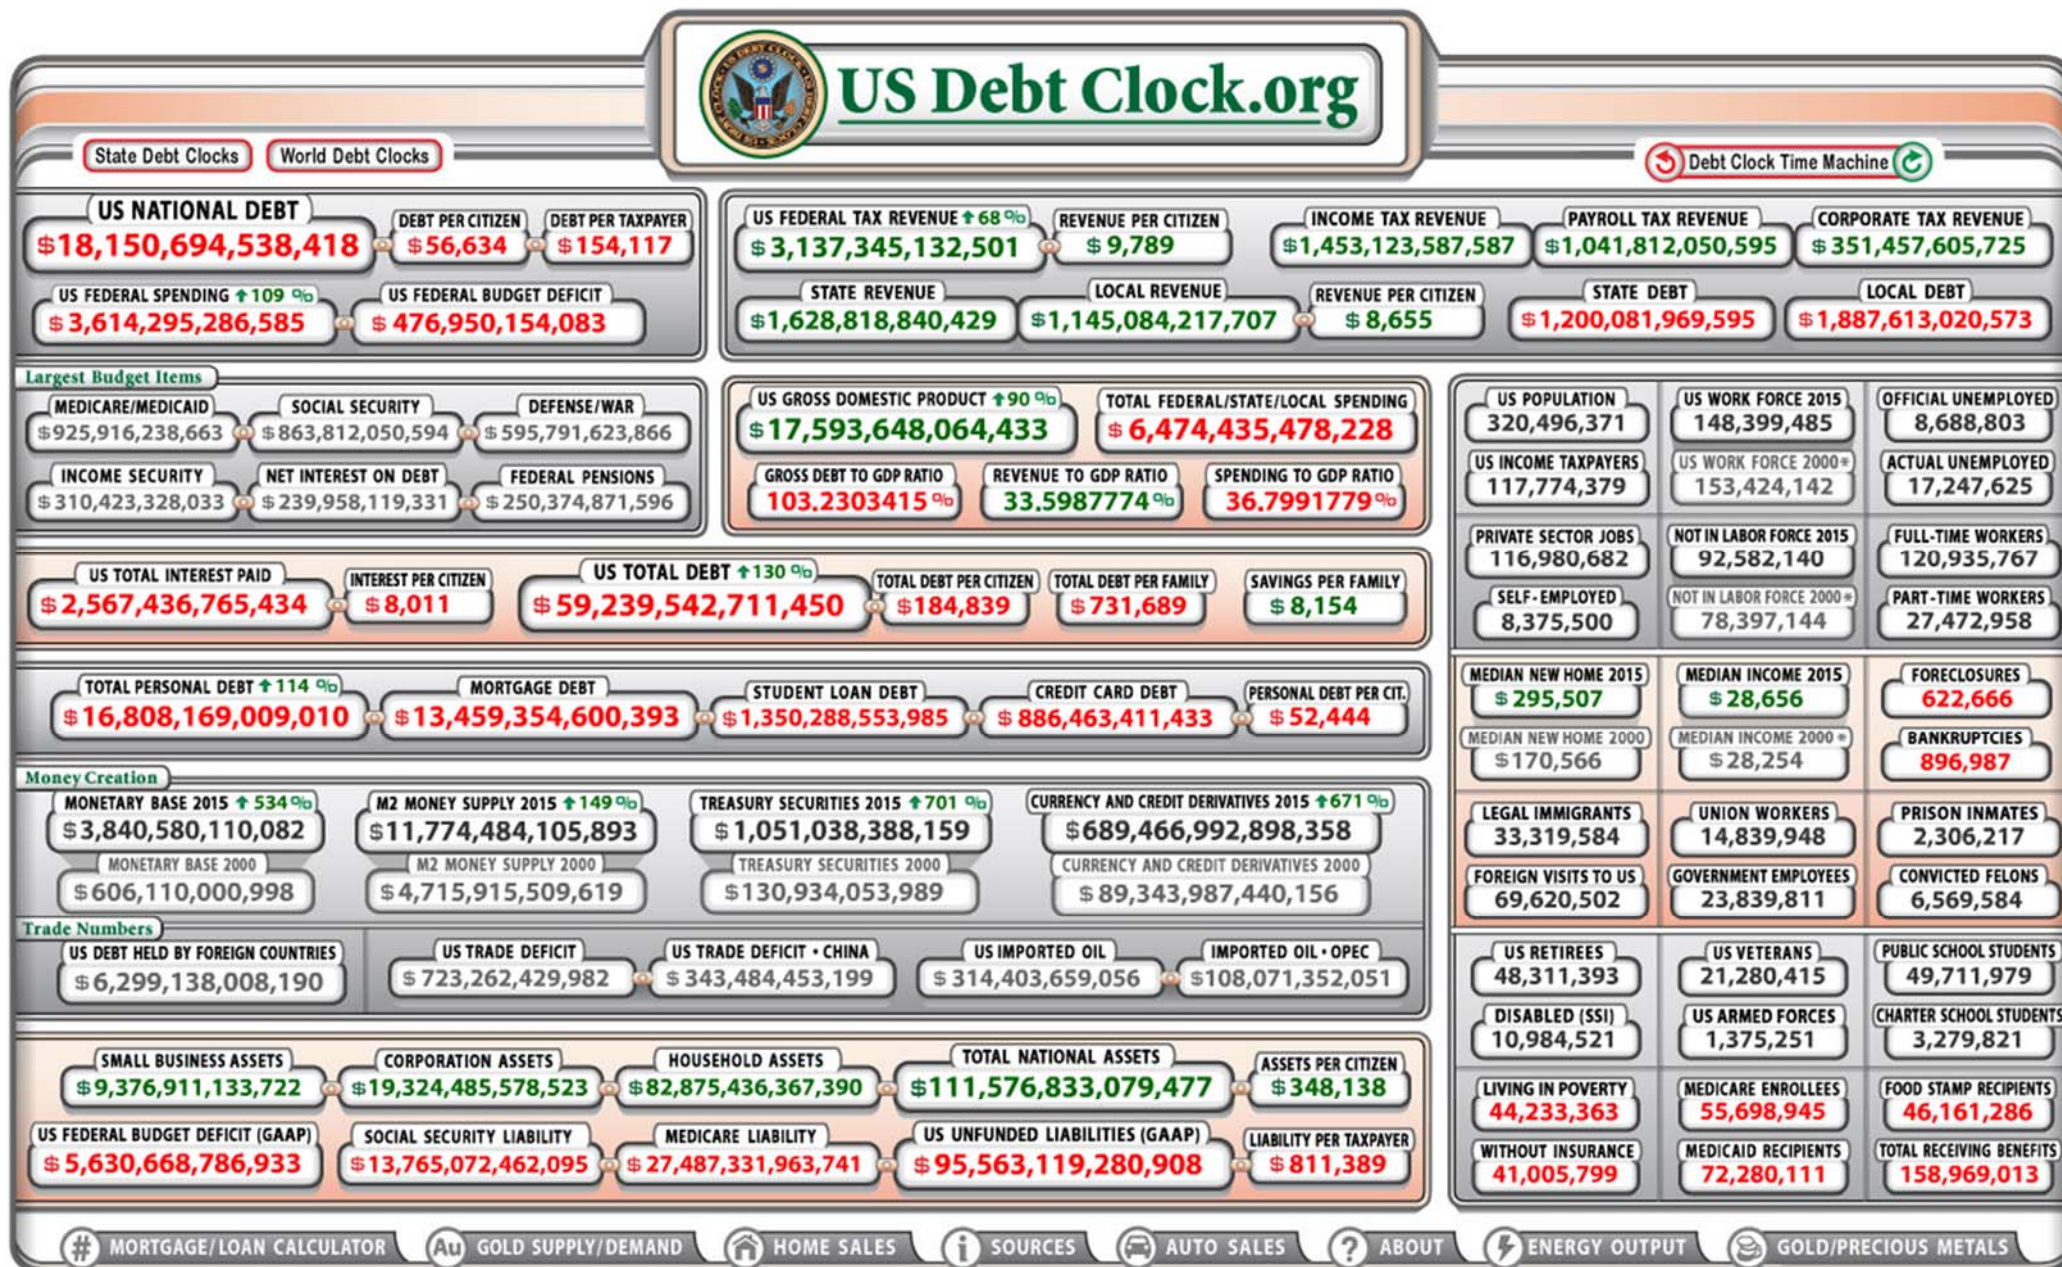 US Debt Clock.org
State Debt Clocks World Debt Clocks Debt Clock Time Machine
US NATIONAL DEBT DEBT PER CITIZEN DEBT PER TAXPAYER
$18,150,694,538,418 $56,634 $154,117
US FEDERAL SPENDING 109 % US FEDERAL BUDGET DEFICIT
$3,614,295,286,585 $476,950,154,083
US FEDERAL TAX REVENUE 68 % REVENUE PER CITIZEN INCOME TAX REVENUE PAYROLL TAX REVENUE CORPORATE TAX REVENUE
$3,137,345,132,501 $9,789 $1,453,123,587,587 $1,041,812,050,595 $351,457,605,725
STATE REVENUE LOCAL REVENUE REVENUE PER CITIZEN STATE DEBT LOCAL DEBT
$1,628,818,840,429 $1,145,084,217,707 $8,655 $1,200,081,969,595 $1,887,613,020,573
Largest Budget Items
MEDICARE/MEDICAID SOCIAL SECURITY DEFENSE/WAR
$925,916,238,663 $863,812,050,594 $595,791,623,866
INCOME SECURITY NET INTEREST ON DEBT FEDERAL PENSIONS
$310,423,328,033 $239,958,119,331 $250,374,871,596
US GROSS DOMESTIC PRODUCT 90 % TOTAL FEDERAL/STATE/LOCAL SPENDING
$17,593,648,064,433 $6,474,435,478,228
GROSS DEBT TO GDP RATIO REVENUE TO GDP RATIO SPENDING TO GDP RATIO
103.2303415% 33.5987774% 36.7991779%
US TOTAL INTEREST PAID INTEREST PER CITIZEN US TOTAL DEBT 130 % TOTAL DEBT PER CITIZEN TOTAL DEBT PER FAMILY SAVINGS PER FAMILY
$2,567,436,765,434 $8,011 $59,239,542,711,450 $184,839 $731,689 $8,154
TOTAL PERSONAL DEBT 114 % MORTGAGE DEBT STUDENT LOAN DEBT CREDIT CARD DEBT PERSONAL DEBT PER CIT.
$16,808,169,009,010 $13,459,354,600,393 $1,350,288,553,985 $886,463,411,433 $52,444
Money Creation
MONETARY BASE 2015 534% M2 MONEY SUPPLY 2015 149% TREASURY SECURITIES 2015 701 % CURRENCY AND CREDIT DERIVATIVES 2015 671%
$3,840,580,110,082 $11,774,484,105,893 $1,051,038,388,159 $689,466,992,898,358
MONETARY BASE 2000 M2 MONEY SUPPLY 2000 TREASURY SECURITIES 2000 CURRENCY AND CREDIT DERIVATIVES 2000
$606,110,000,998 $4,715,915,509,619 $130,934,053,989 $89,343,987,440,156
Trade Numbers
US DEBT HELD BY FOREIGN COUNTRIES US TRADE DEFICIT US TRADE DEFICIT • CHINA US IMPORTED OIL IMPORTED OIL • OPEC
$6,299,138,008,190 $723,262,429,982 $343,484,453,199 $314,403,659,056 $108,071,352,051
SMALL BUSINESS ASSETS CORPORATION ASSETS HOUSEHOLD ASSETS TOTAL NATIONAL ASSETS ASSETS PER CITIZEN
$9,376,911,133,722 $19,324,485,578,523 $82,875,436,367,390 $111,576,833,079,477 $348,138
US FEDERAL BUDGET DEFICIT (GAAP) SOCIAL SECURITY LIABILITY MEDICARE LIABILITY US UNFUNDED LIABILITIES (GAAP) LIABILITY PER TAXPAYER
$5,630,668,786,933 $13,765,072,462,095 $27,487,331,963,741 $95,563,119,280,908 $811,389
US POPULATION US WORK FORCE 2015 OFFICIAL UNEMPLOYED
320,496,371 148,399,485 8,688,803
US INCOME TAXPAYERS US WORK FORCE 2000* ACTUAL UNEMPLOYED
117,774,379 153,424,142 17,247,625
PRIVATE SECTOR JOBS NOT IN LABOR FORCE 2015 FULL-TIME WORKERS
116,980,682 92,582,140 120,935,767
SELF-EMPLOYED NOT IN LABOR FORCE 2000* PART-TIME WORKERS
8,375,500 78,397,144 27,472,958
MEDIAN NEW HOME 2015 MEDIAN INCOME 2015 FORECLOSURES
$295,507 $28,656 622,666
MEDIAN NEW HOME 2000 MEDIAN INCOME 2000* BANKRUPTCIES
$170,566 $28,254 896,987
LEGAL IMMIGRANTS UNION WORKERS PRISON INMATES
33,319,584 14,839,948 2,306,217
FOREIGN VISITS TO US GOVERNMENT EMPLOYEES CONVICTED FELONS
69,620,502 23,839,811 6,569,584
US RETIREES US VETERANS PUBLIC SCHOOL STUDENTS
48,311,393 21,280,415 49,711,979
DISABLED (SSI) US ARMED FORCES CHARTER SCHOOL STUDENTS
10,984,521 1,375,251 3,279,821
LIVING IN POVERTY MEDICARE ENROLLEES FOOD STAMP RECIPIENTS
44,233,363 55,698,945 46,161,286
WITHOUT INSURANCE MEDICAID RECIPIENTS TOTAL RECEIVING BENEFITS
41,005,799 72,280,111 158,969,013
# MORTGAGE/LOAN CALCULATOR Au GOLD SUPPLY/DEMAND HOME SALES i SOURCES AUTO SALES ? ABOUT ENERGY OUTPUT GOLD/PRECIOUS METALS